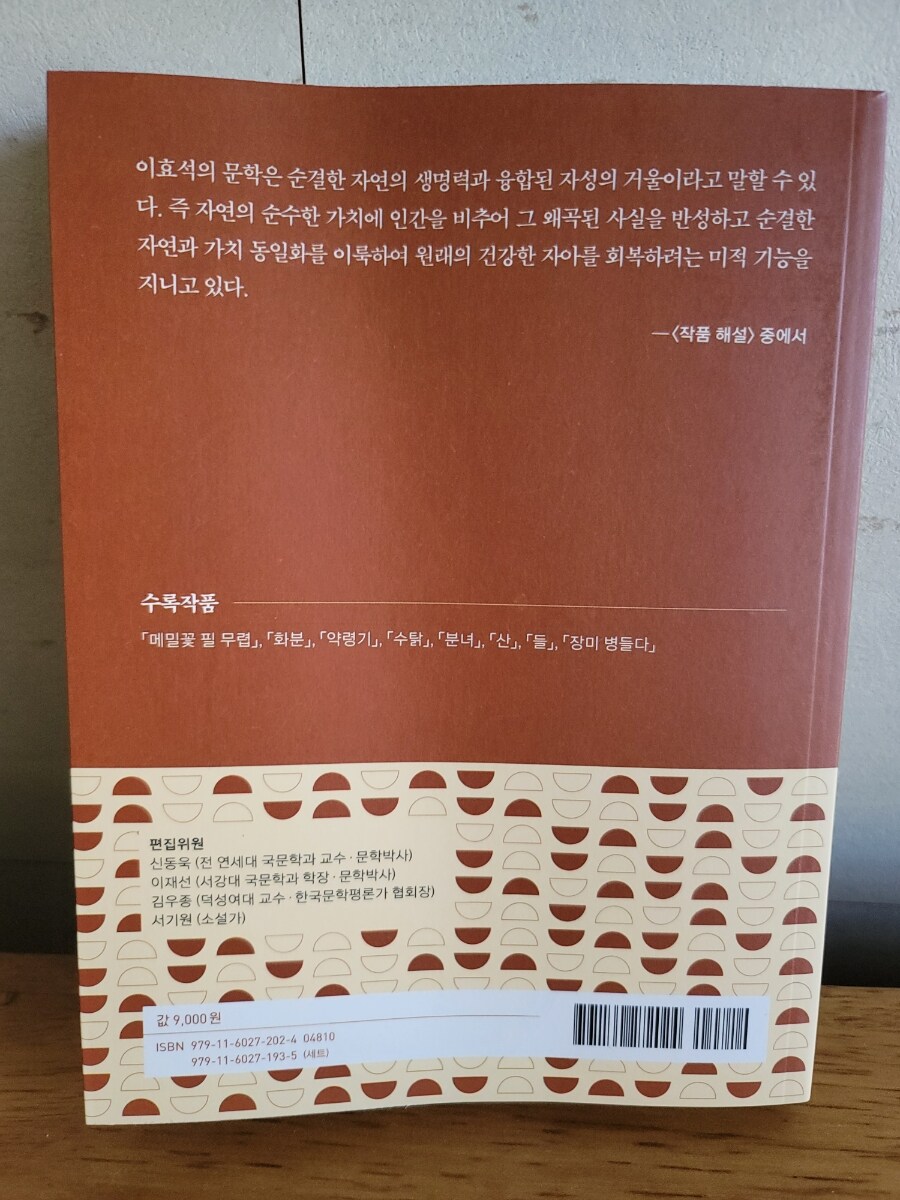 이효석의 문학은 순결한 자연의 생명력과 융합된 자성의 거울이라고 말할 수 있
다. 즉 자연의 순수한 가치에 인간을 비추어 그 왜곡된 사실을 반성하고 순결한
자연과 가치 동일화를 이룩하여 원래의 건강한 자아를 회복하려는 미적 기능을
지니고 있다.
―〈작품 해설〉 중에서
수록작품
「메밀꽃 필 무렵」, 「화분」, 「약령기」, 「수탉」, 「분녀」, 「산」, 「들」, 「장미 병들다」
편집위원
신동욱 (전 연세대 국문학과 교수 · 문학박사)
이재선 (서강대 국문학과 학장 · 문학박사)
김우종 (덕성여대 교수 · 한국문학평론가 협회장)
서기원 (소설가)
값 9,000원
ISBN 979-11-6027-202-4 04810
979-11-6027-193-5 (세트)